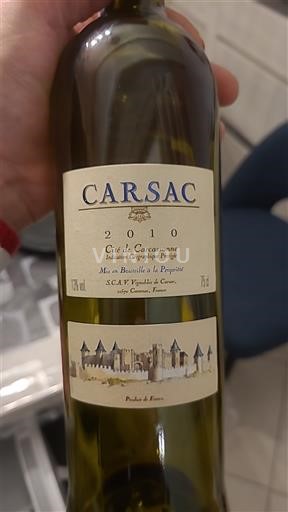 CARSAC
2010
Cité de Carcassonne
Indication Géographique Protégée
Mis en Bouteille à la Propriété
12% vol. S.C.A.V. Vignobles de Carsac, 75 cl
France
Produit de France